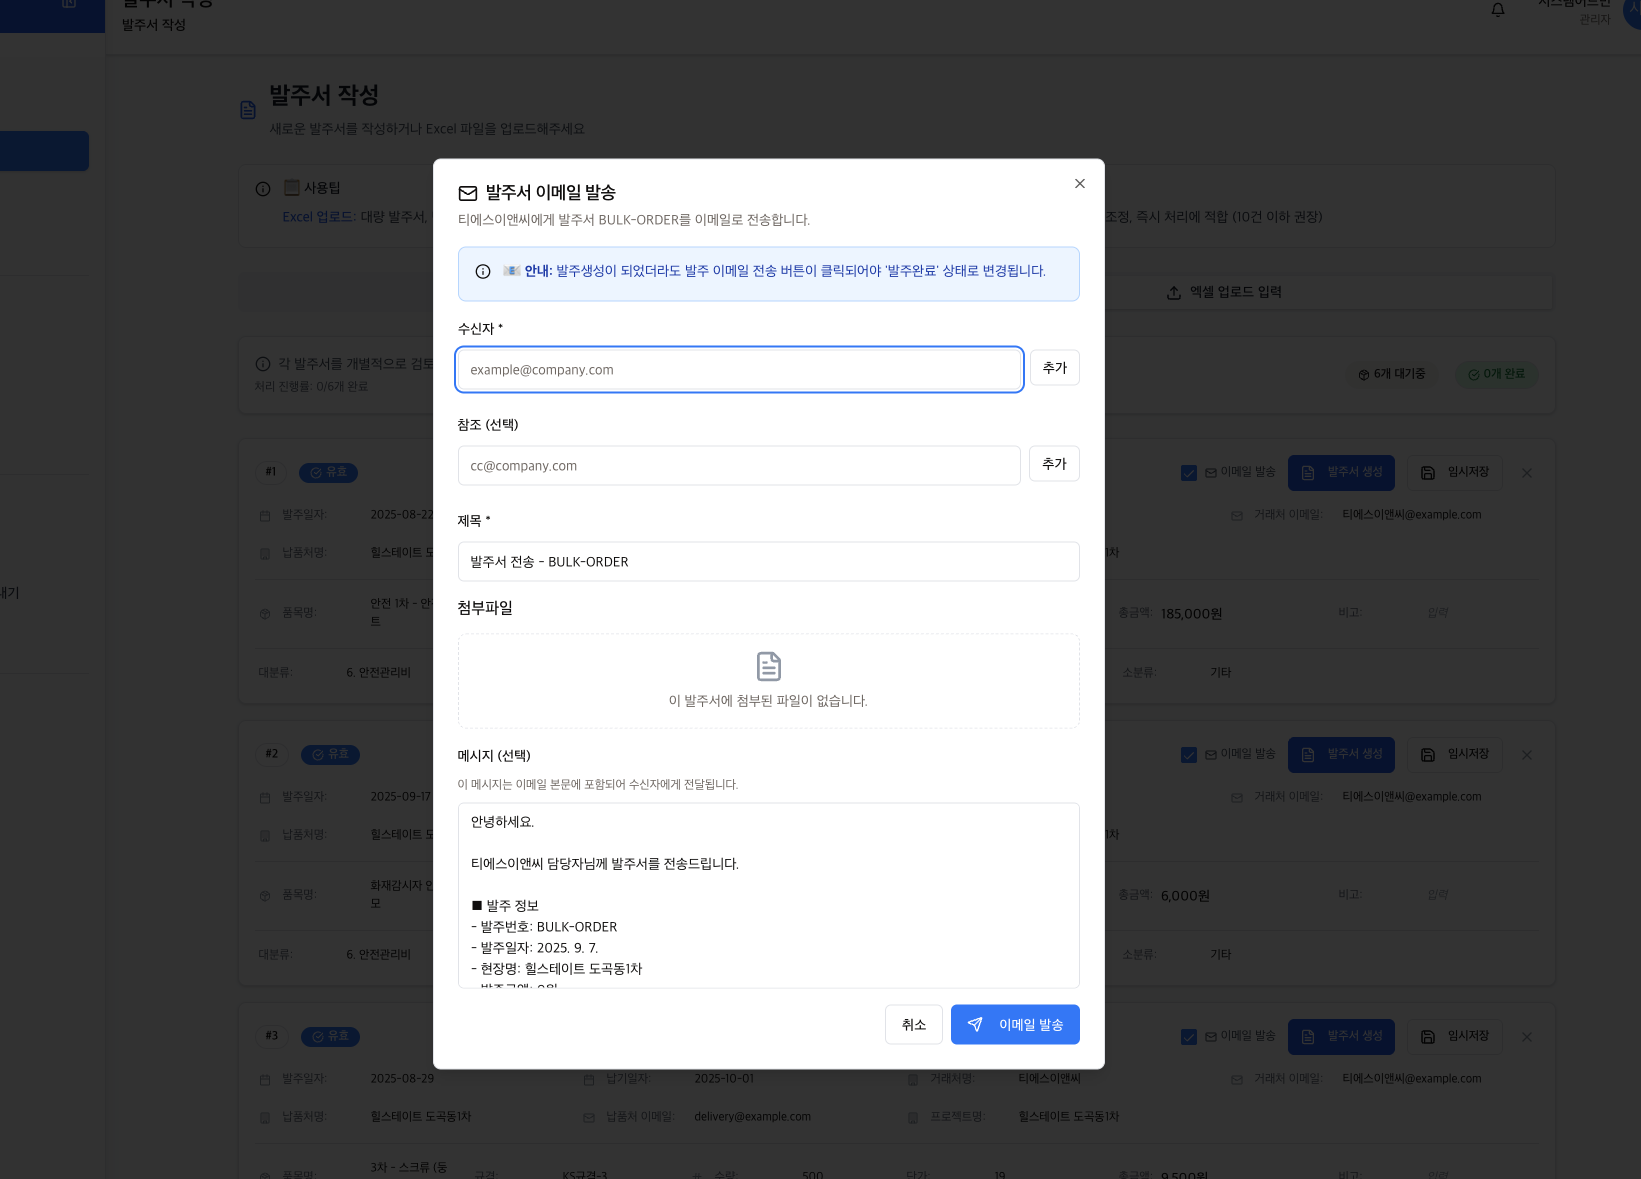 발주서 작성
발주서 작성
시스템어드민
관리자
발주서 작성
새로운 발주서를 작성하거나 Excel 파일을 업로드해주세요
사용팁
Excel 업로드: 대량 발주서,
조정, 즉시 처리에 적합 (10건 이하 권장)
엑셀 업로드 입력
각 발주서를 개별적으로 검토
처리 진행률: 0/6개 완료
6개 대기중
0개 완료
발주서 이메일 발송
티에스이앤씨에게 발주서 BULK-ORDER를 이메일로 전송합니다.
안내: 발주생성이 되었더라도 발주 이메일 전송 버튼이 클릭되어야 '발주완료' 상태로 변경됩니다.
수신자 *
example@company.com
추가
참조 (선택)
cc@company.com
추가
제목 *
발주서 전송 - BULK-ORDER
첨부파일
이 발주서에 첨부된 파일이 없습니다.
메시지 (선택)
이 메시지는 이메일 본문에 포함되어 수신자에게 전달됩니다.
안녕하세요.
티에스이앤씨 담당자님께 발주서를 전송드립니다.
■ 발주 정보
- 발주번호: BULK-ORDER
- 발주일자: 2025. 9. 7.
- 현장명: 힐스테이트 도곡동1차
- 발주금액: 0원
취소
이메일 발송
#1
유효
이메일 발송
발주서 생성
임시저장
발주일자:
2025-08-22
거래처 이메일:
티에스이앤씨@example.com
납품처명:
힐스테이트 도
1차
내기
품목명:
안전 1차 - 안
트
총금액:
185,000원
비고:
입력
대분류:
6. 안전관리비
소분류:
기타
#2
유효
이메일 발송
발주서 생성
임시저장
발주일자:
2025-09-17
거래처 이메일:
티에스이앤씨@example.com
납품처명:
힐스테이트 도
1차
품목명:
화재감시자 안
모
총금액:
6,000원
비고:
입력
대분류:
6. 안전관리비
소분류:
기타
#3
유효
이메일 발송
발주서 생성
임시저장
발주일자:
2025-08-29
납기일자:
2025-10-01
거래처명:
티에스이앤씨
거래처 이메일:
티에스이앤씨@example.com
납품처명:
힐스테이트 도곡동1차
납품처 이메일:
delivery@example.com
프로젝트명:
힐스테이트 도곡동1차
품목명:
3차 - 스크류 (둥
규격:
KS규격-3
수량:
500
단가:
19
총금액:
9,500원
비고:
입력